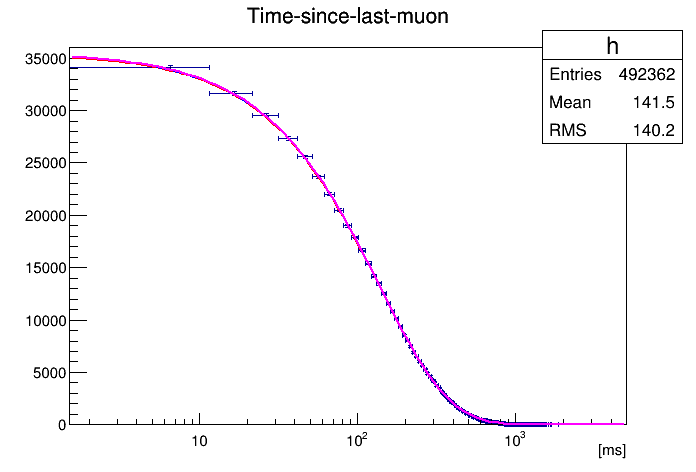 Time-since-last-muon
h
Entries 492362
Mean 141.5
RMS 140.2
35000
30000
25000
20000
15000
10000
5000
0
10 10² 10³
[ms]